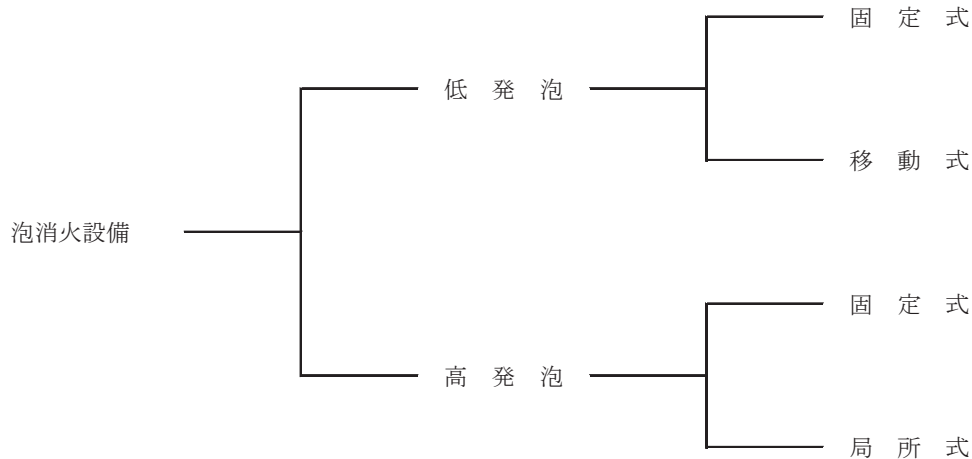 固定式
低発泡
移動式
泡消火設備
固定式
高発泡
局所式